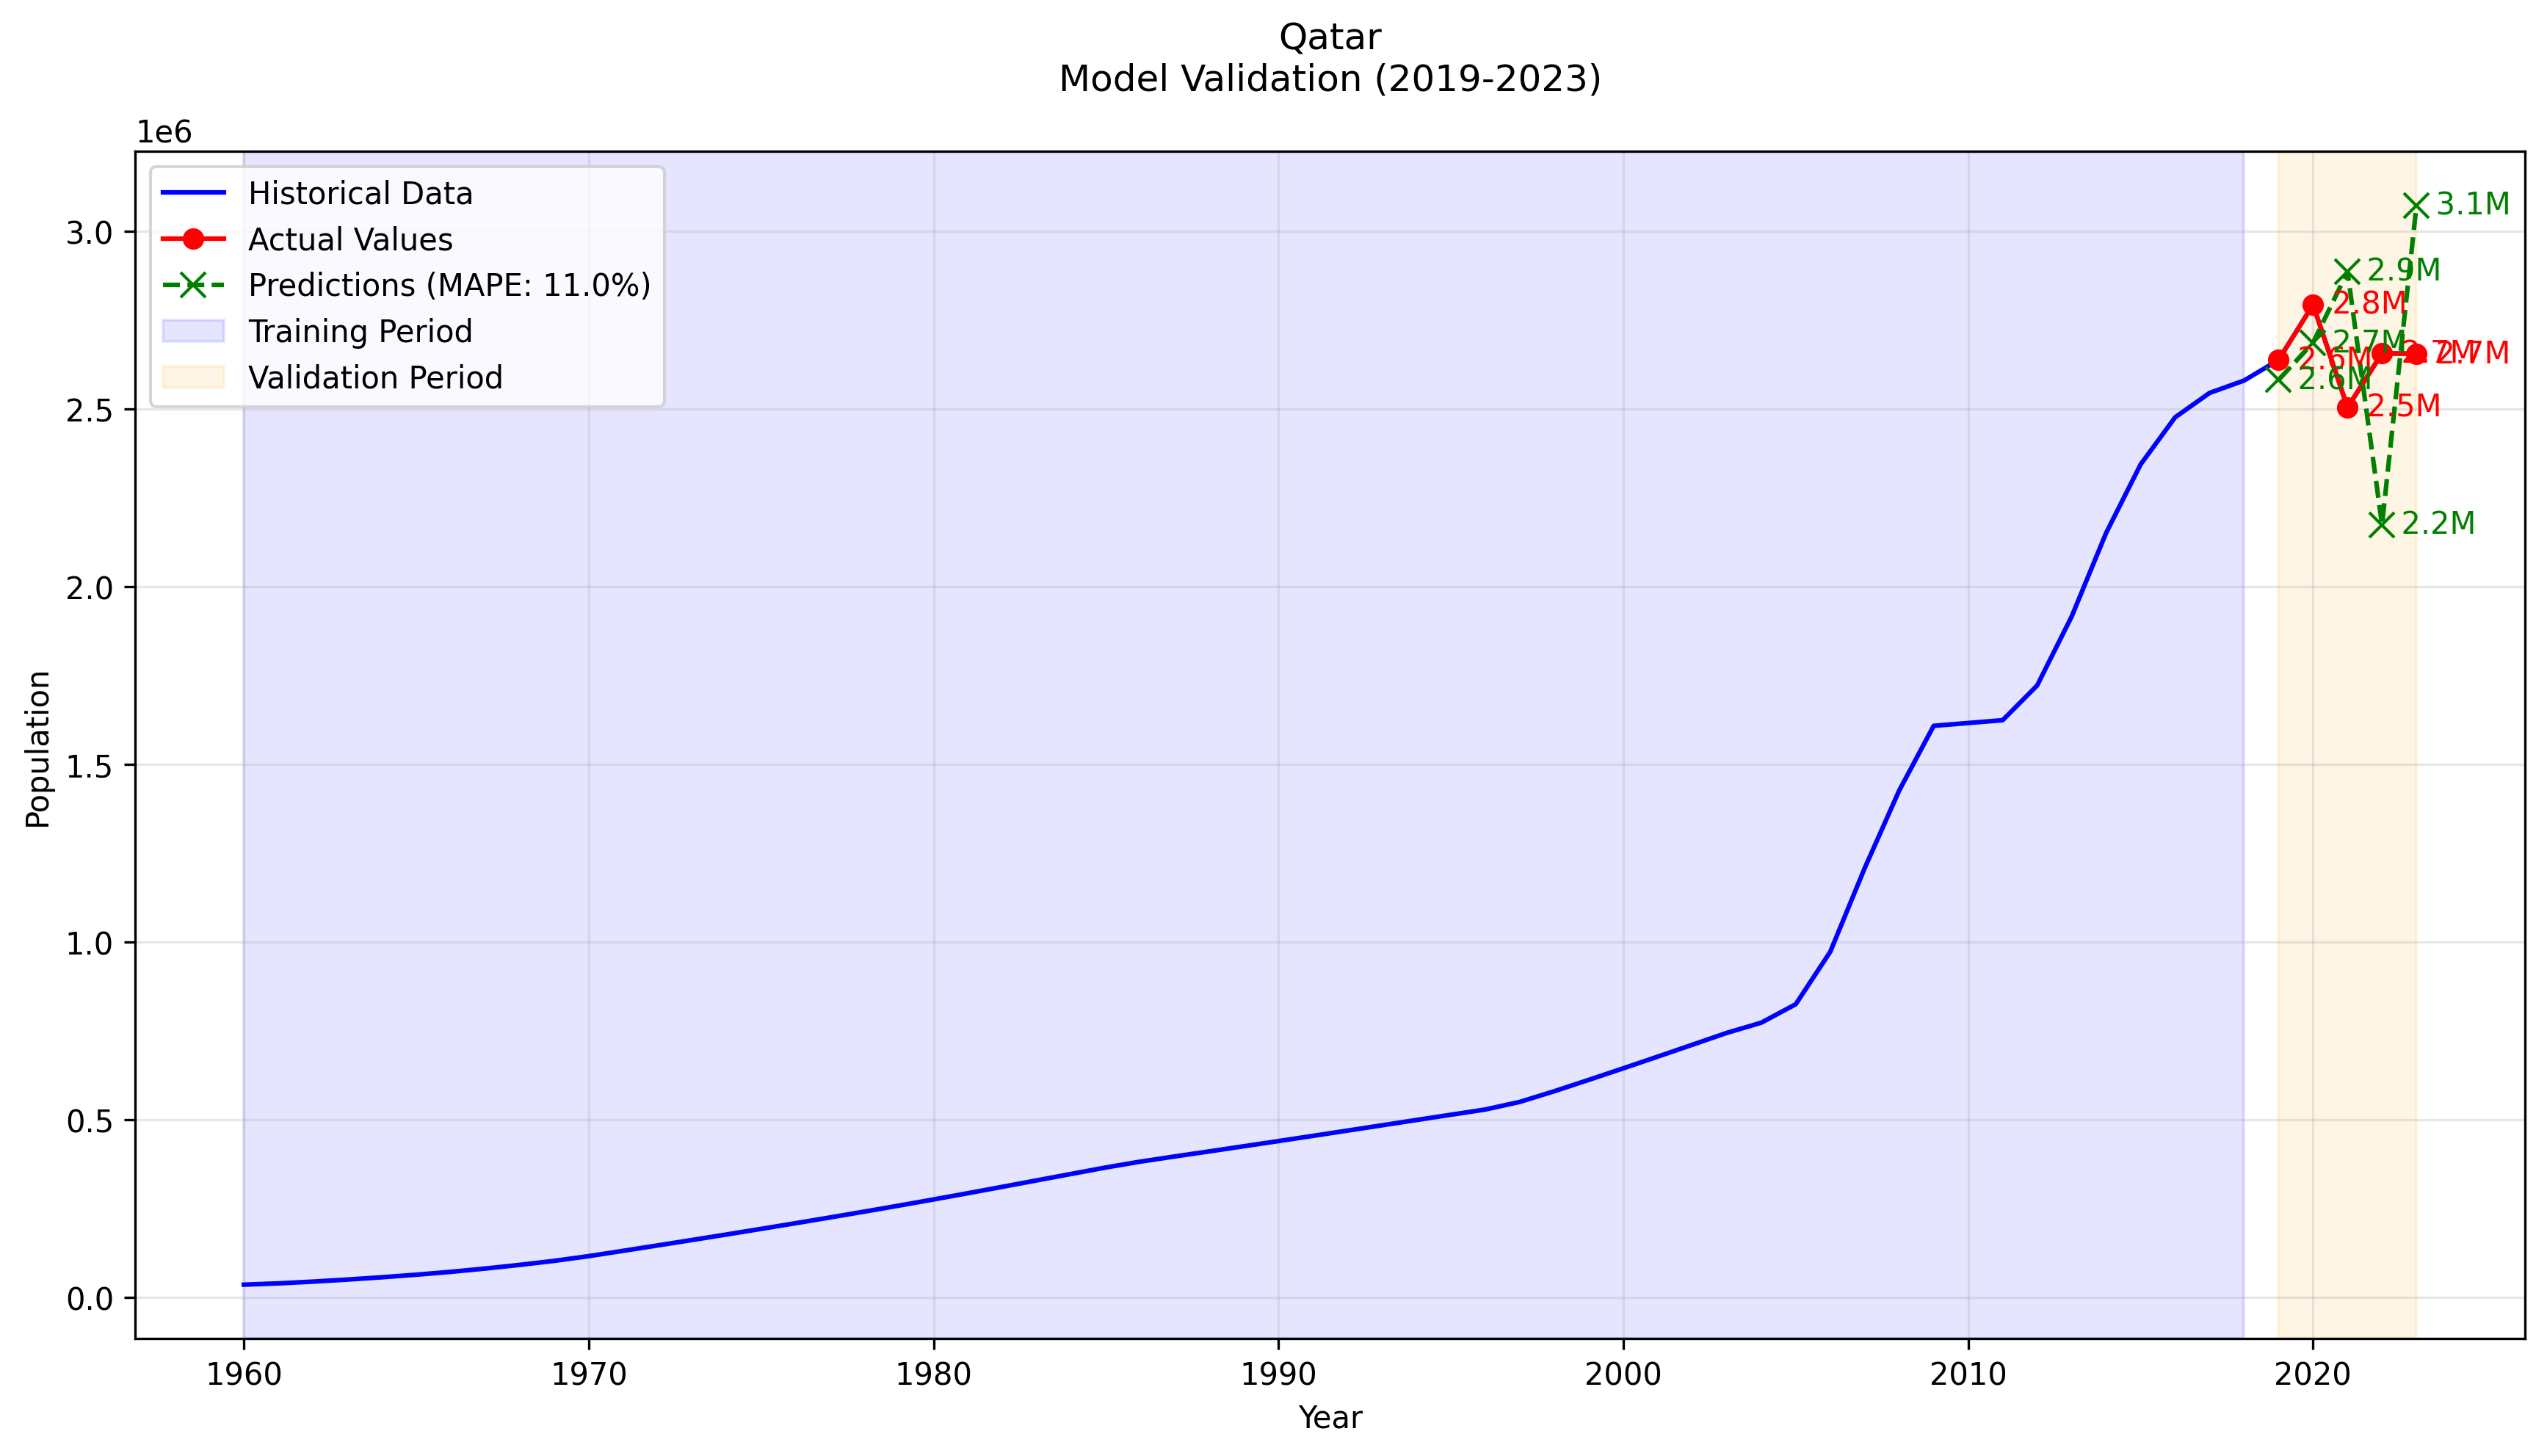 Qatar
Model Validation (2019-2023)
1e6
Historical Data
Actual Values
Predictions (MAPE: 11.0%)
Training Period
Validation Period
3.0
2.5
2.0
1.5
1.0
0.5
0.0
Population
3.1M
2.9M
2.8M
2.7M
2.7M
2.7M
2.6M
2.6M
2.5M
2.2M
1960
1970
1980
1990
2000
2010
2020
Year